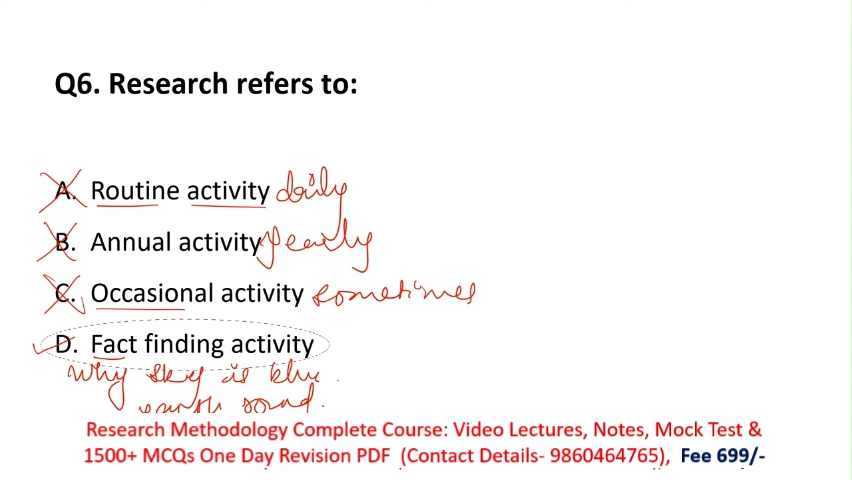 Q6. Research refers to:
A. Routine activity daily
B. Annual activity yearly
C. Occasional activity sometimes
D. Fact finding activity
Why sky is blue
earth round.
Research Methodology Complete Course: Video Lectures, Notes, Mock Test &
1500+ MCQs One Day Revision PDF (Contact Details- 9860464765), Fee 699/-